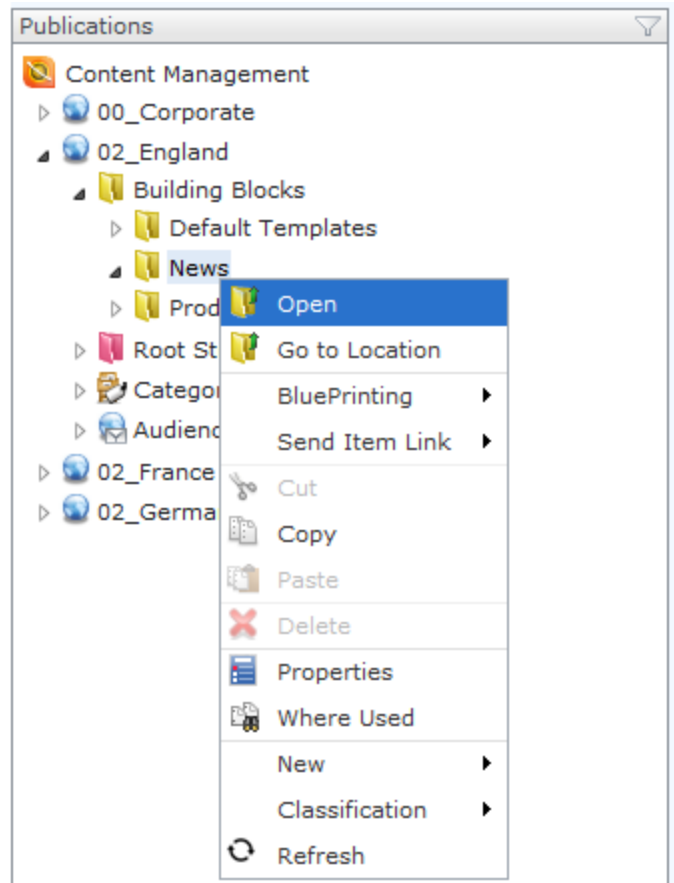 Publications
Content Management
00_Corporate
02_England
Building Blocks
Default Templates
News
Prod
Root St
Catego
Audienc
02_France
02_Germa
Open
Go to Location
BluePrinting
Send Item Link
Cut
Copy
Paste
Delete
Properties
Where Used
New
Classification
Refresh